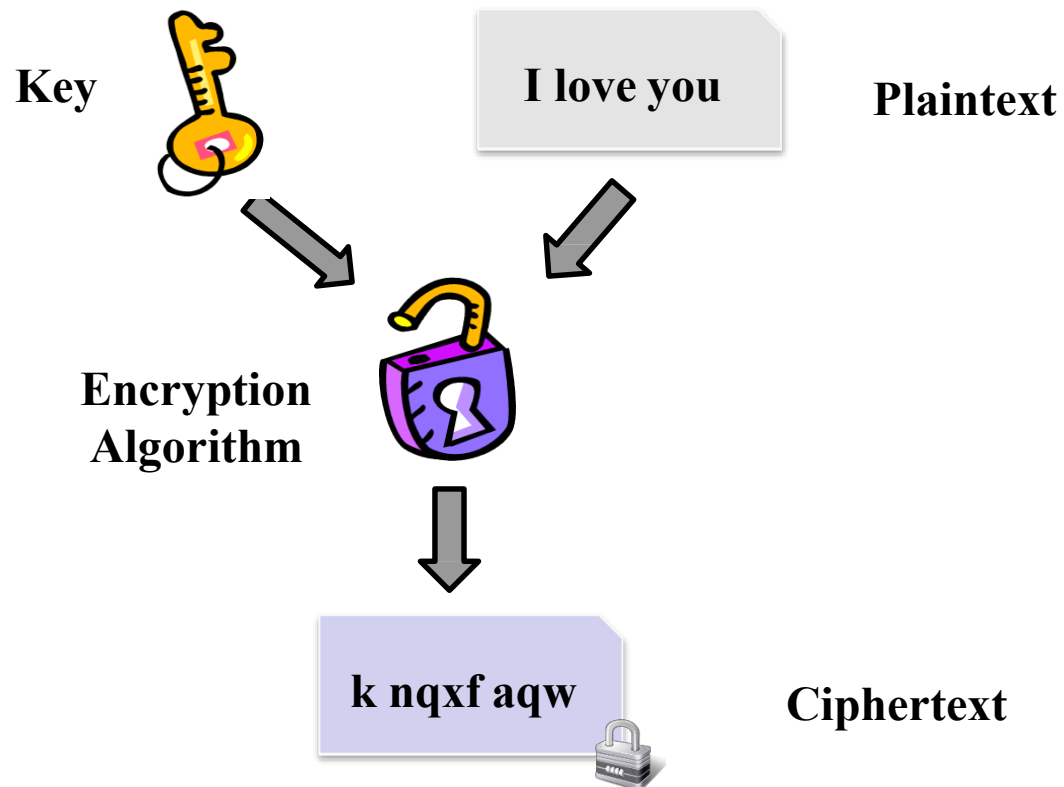 Key
I love you
Plaintext
Encryption
Algorithm
k nqxf aqw
Ciphertext